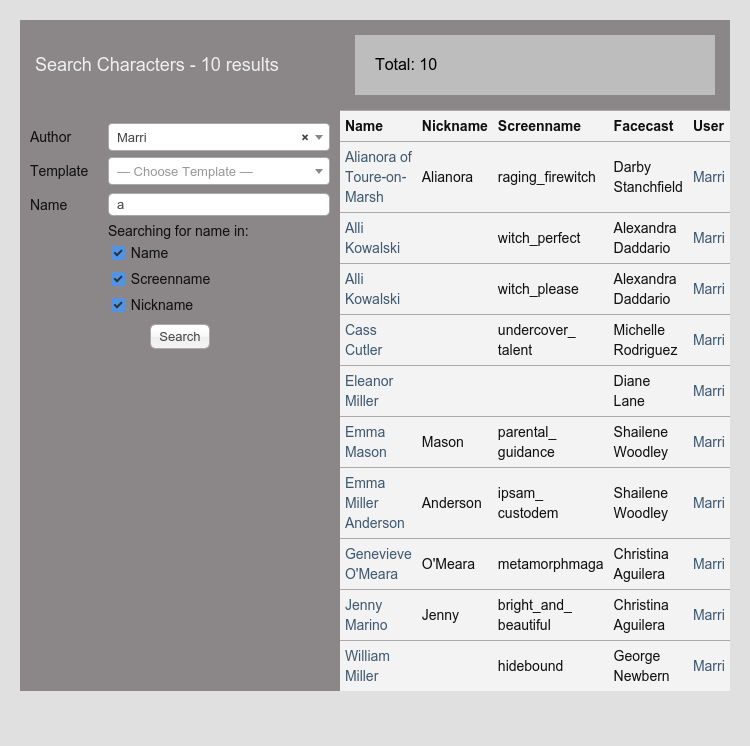 Search Characters - 10 results
Total: 10
Author
Marri
×
Template
— Choose Template —
Name
a
Searching for name in:
Name
Screenname
Nickname
Search
Name Nickname Screenname Facecast User
Alianora of
Toure-on-
Marsh
Alianora
raging_firewitch
Darby
Stanchfield
Marri
Alli
Kowalski
witch_perfect
Alexandra
Daddario
Marri
Alli
Kowalski
witch_please
Alexandra
Daddario
Marri
Cass
Cutler
undercover_
talent
Michelle
Rodriguez
Marri
Eleanor
Miller
Diane
Lane
Marri
Emma
Mason
Mason
parental_
guidance
Shailene
Woodley
Marri
Emma
Miller
Anderson
Anderson
ipsam_
custodem
Shailene
Woodley
Marri
Genevieve
O'Meara
O'Meara
metamorphmaga
Christina
Aguilera
Marri
Jenny
Marino
Jenny
bright_and_
beautiful
Christina
Aguilera
Marri
William
Miller
hidebound
George
Newbern
Marri